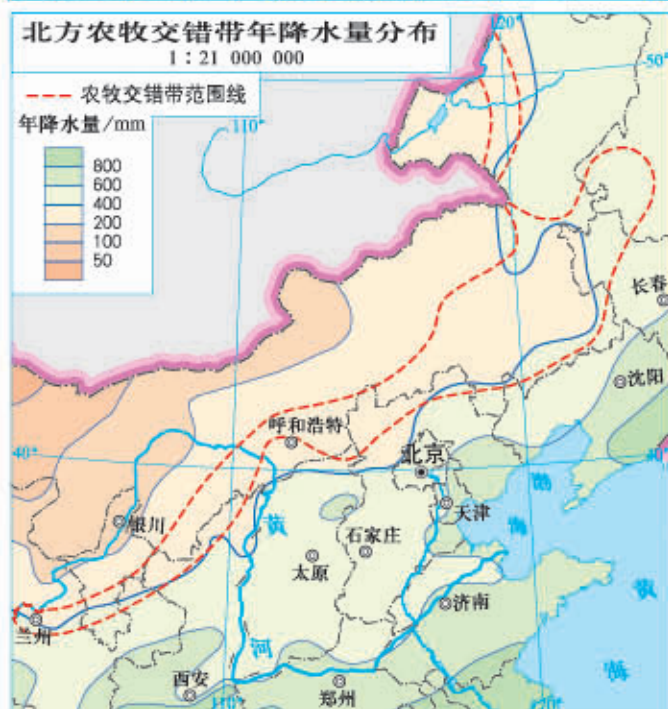 北方农牧交错带年降水量分布
1：21 000 000
农牧交错带范围线
年降水量/mm
800
600
400
200
100
50
120°
50°
110°
长春
沈阳
呼和浩特
40°
北京
40°
渤
海
银川
黄
天津
石家庄
太原
济南
黄
兰州
河
海
西安
郑州
110°
120°